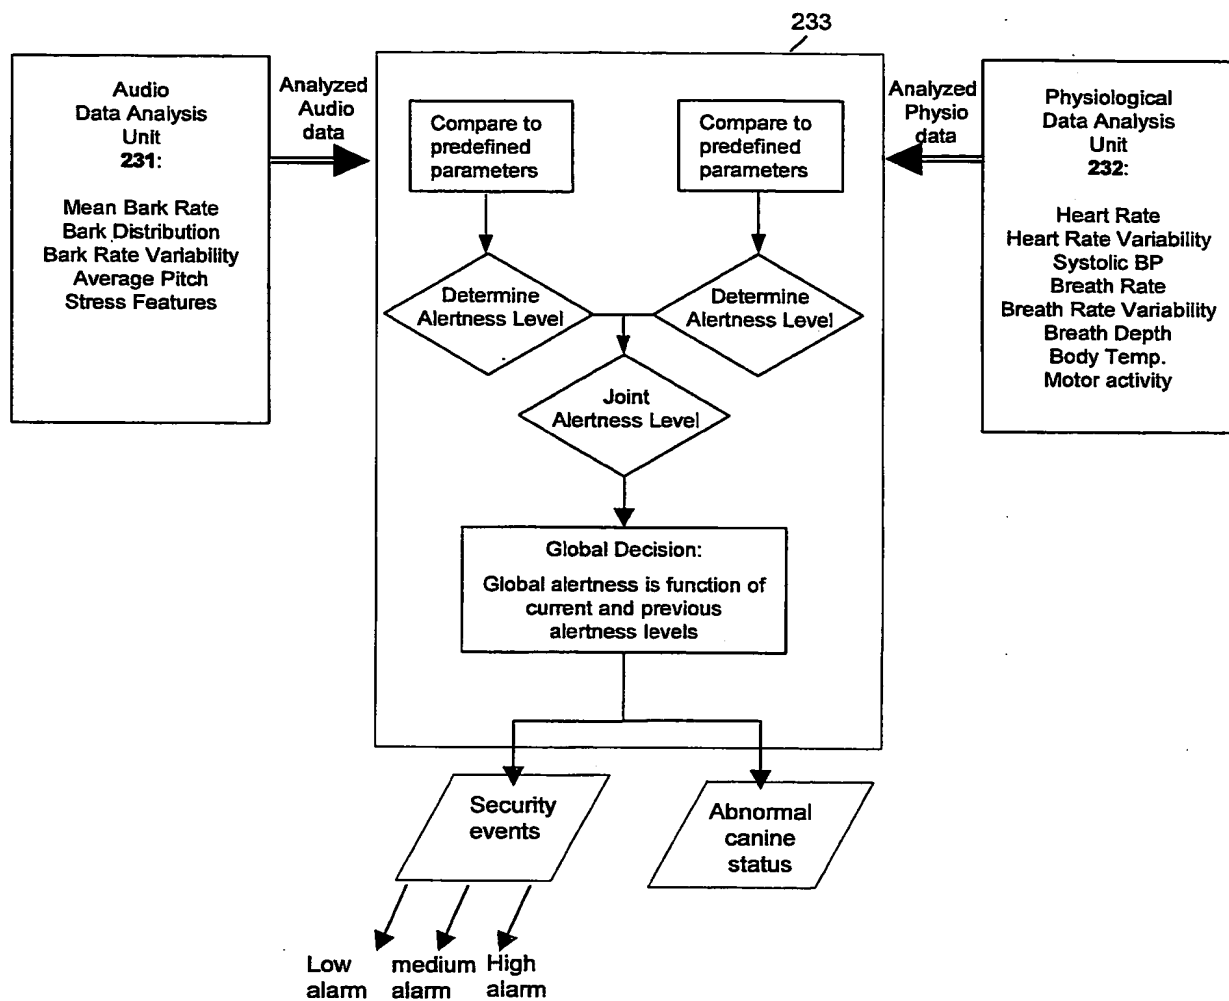 233
Audio
Data Analysis
Unit
231:
Mean Bark Rate
Bark Distribution
Bark Rate Variability
Average Pitch
Stress Features
Analyzed
Audio
data
Compare to
predefined
parameters
Compare to
predefined
parameters
Analyzed
Physio
data
Physiological
Data Analysis
Unit
232:
Heart Rate
Heart Rate Variability
Systolic BP
Breath Rate
Breath Rate Variability
Breath Depth
Body Temp.
Motor activity
Determine
Alertness Level
Determine
Alertness Level
Joint
Alertness Level
Global Decision:
Global alertness is function of
current and previous
alertness levels
Security
events
Abnormal
canine
status
Low
alarm
medium
alarm
High
alarm